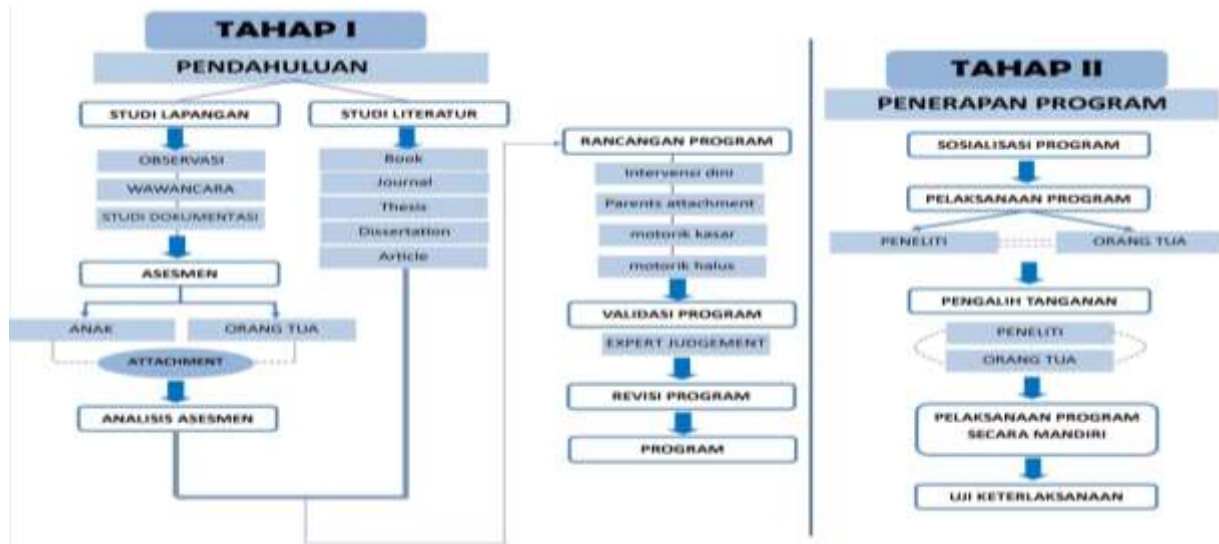 TAHAP I
PENDAHULUAN
STUDI LAPANGAN
OBSERVASI
WAWANCARA
STUDI DOKUMENTASI
ASESMEN
ANAK
ORANG TUA
ATTACHMENT
ANALISIS ASESMEN
STUDI LITERATUR
Book
Journal
Thesis
Dissertation
Article
RANCANGAN PROGRAM
Intervensi dini
Parents attachment
motorik kasar
motorik halus
VALIDASI PROGRAM
EXPERT JUDGEMENT
REVISI PROGRAM
PROGRAM
TAHAP II
PENERAPAN PROGRAM
SOSIALISASI PROGRAM
PELAKSANAAN PROGRAM
PENELITI
ORANG TUA
PENGALIH TANGANAN
PENELITI
ORANG TUA
PELAKSANAAN PROGRAM
SECARA MANDIRI
UJI KETERLAKSANAAN